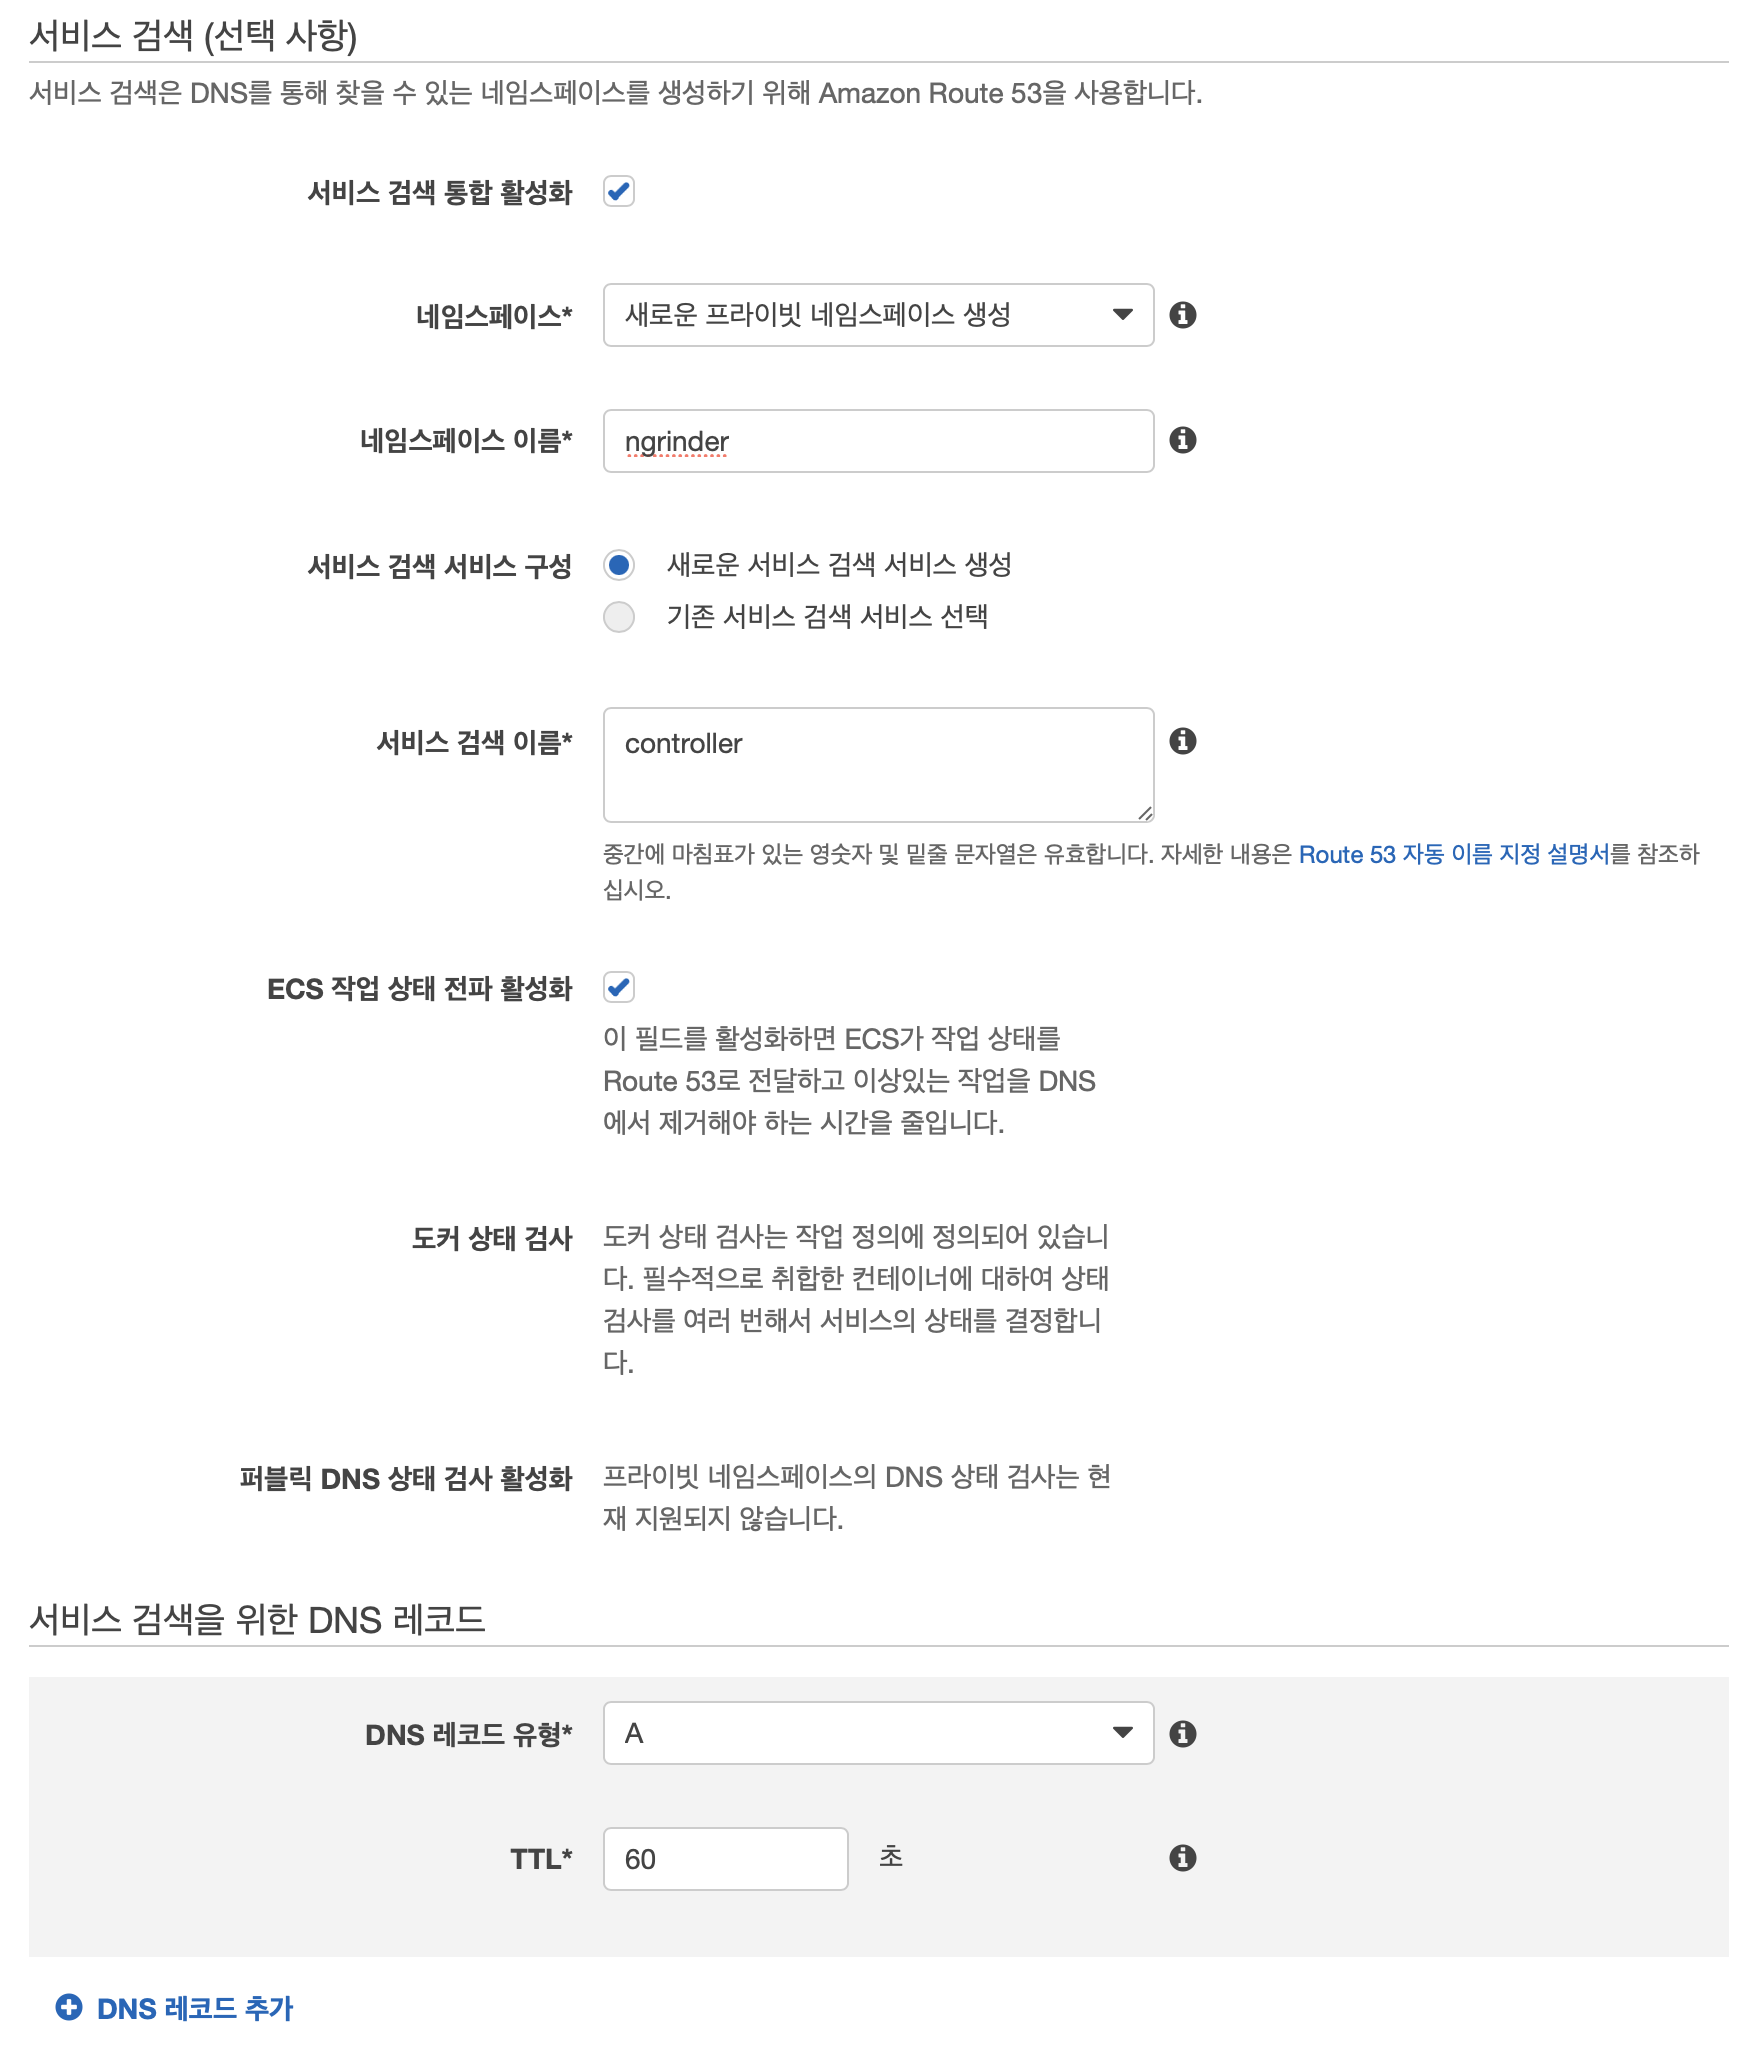 서비스 검색 (선택 사항)
서비스 검색은 DNS를 통해 찾을 수 있는 네임스페이스를 생성하기 위해 Amazon Route 53을 사용합니다.
서비스 검색 통합 활성화
네임스페이스* 새로운 프라이빗 네임스페이스 생성
네임스페이스 이름* ngrinder
서비스 검색 서비스 구성 새로운 서비스 검색 서비스 생성
기존 서비스 검색 서비스 선택
서비스 검색 이름* controller
중간에 마침표가 있는 영숫자 및 밑줄 문자열은 유효합니다. 자세한 내용은 Route 53 자동 이름 지정 설명서를 참조하
십시오.
ECS 작업 상태 전파 활성화
이 필드를 활성화하면 ECS가 작업 상태를
Route 53로 전달하고 이상있는 작업을 DNS
에서 제거해야 하는 시간을 줄입니다.
도커 상태 검사 도커 상태 검사는 작업 정의에 정의되어 있습니
다. 필수적으로 취합한 컨테이너에 대하여 상태
검사를 여러 번해서 서비스의 상태를 결정합니
다.
퍼블릭 DNS 상태 검사 활성화 프라이빗 네임스페이스의 DNS 상태 검사는 현
재 지원되지 않습니다.
서비스 검색을 위한 DNS 레코드
DNS 레코드 유형* A
TTL* 60 초
DNS 레코드 추가